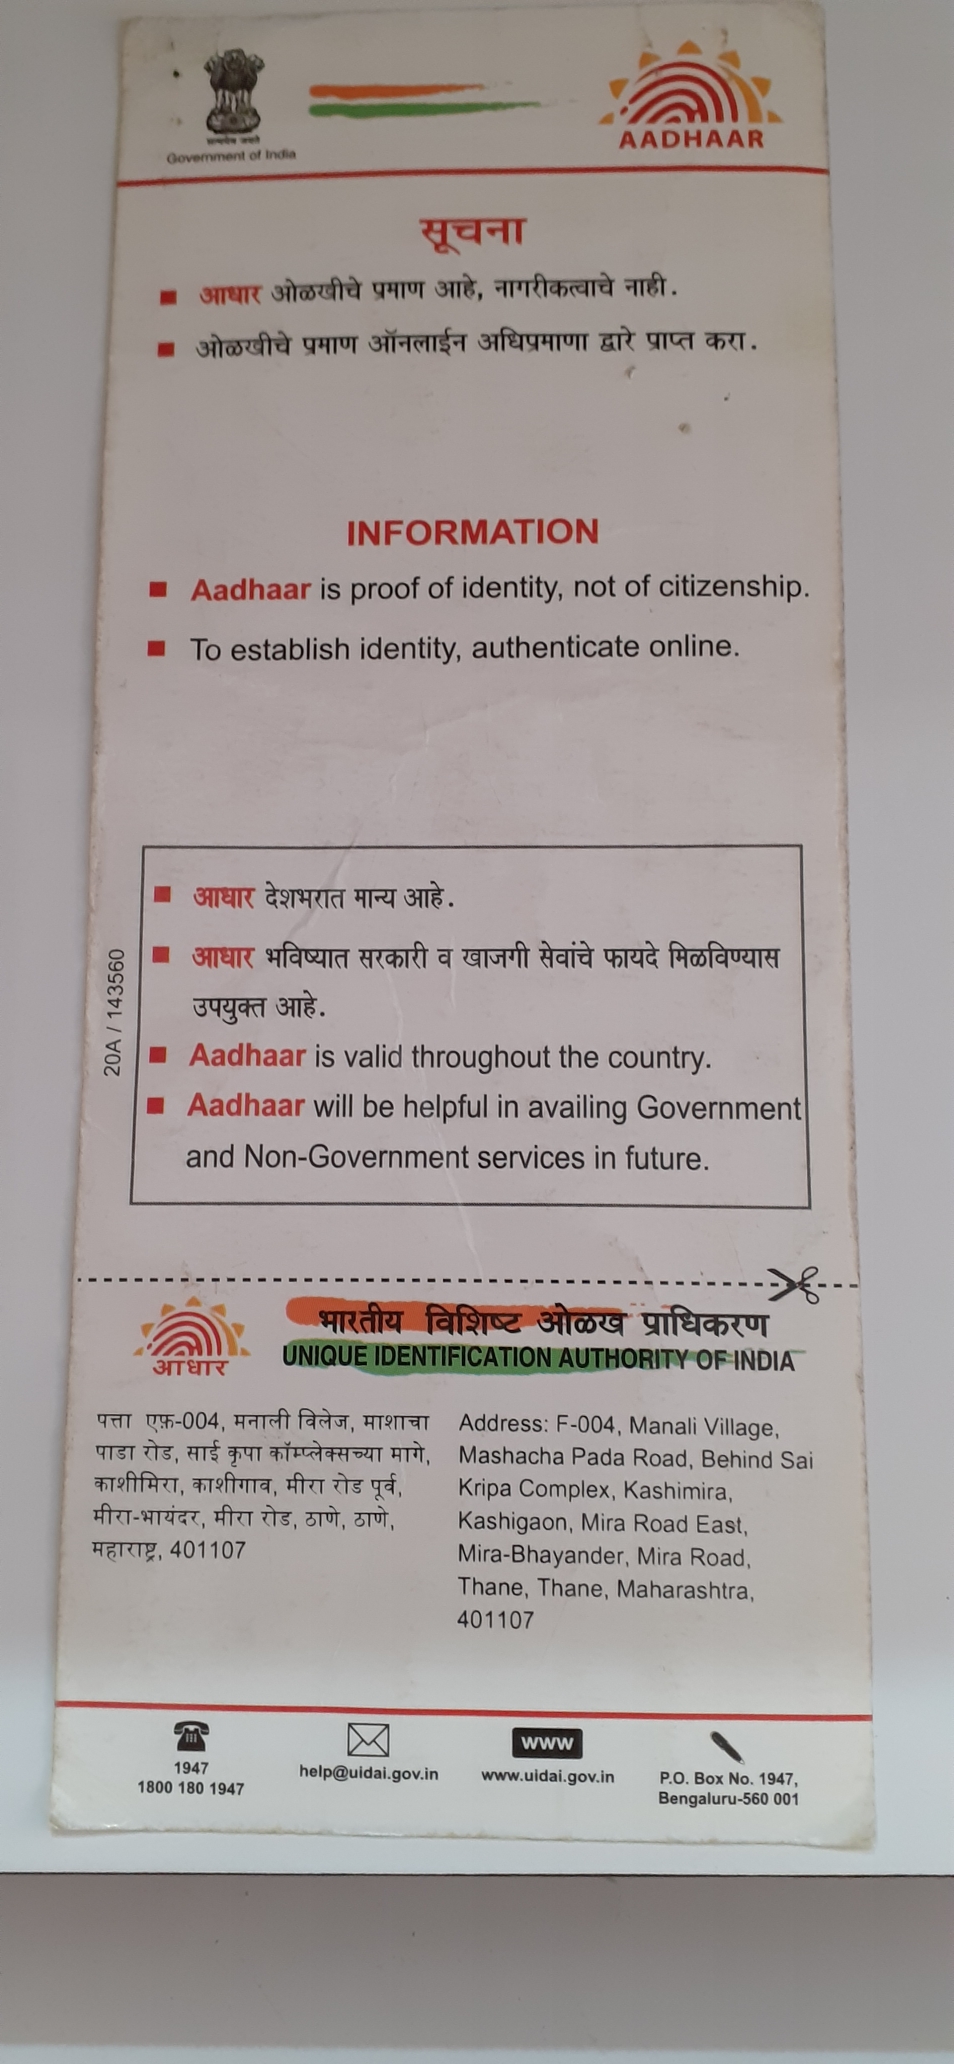 Government of India
AADHAAR
सूचना
आधार ओळखीचे प्रमाण आहे, नागरीकत्वाचे नाही.
ओळखीचे प्रमाण ऑनलाईन अधिप्रमाणा द्वारे प्राप्त करा.
INFORMATION
Aadhaar is proof of identity, not of citizenship.
To establish identity, authenticate online.
आधार देशभरात मान्य आहे.
आधार भविष्यात सरकारी व खाजगी सेवांचे फायदे मिळविण्यास
उपयुक्त आहे.
Aadhaar is valid throughout the country.
Aadhaar will be helpful in availing Government
and Non-Government services in future.
20A / 143560
आधार
भारतीय विशिष्ट ओळख प्राधिकरण
UNIQUE IDENTIFICATION AUTHORITY OF INDIA
पत्ता एफ़-004, मनाली विलेज, माशाचा
पाडा रोड, साई कृपा कॉम्प्लेक्सच्या मागे,
काशीमिरा, काशीगाव, मीरा रोड पूर्व,
मीरा-भायंदर, मीरा रोड, ठाणे, ठाणे,
महाराष्ट्र, 401107
Address: F-004, Manali Village,
Mashacha Pada Road, Behind Sai
Kripa Complex, Kashimira,
Kashigaon, Mira Road East,
Mira-Bhayander, Mira Road,
Thane, Thane, Maharashtra,
401107
1947
1800 180 1947
help@uidai.gov.in
www
www.uidai.gov.in
P.O. Box No. 1947,
Bengaluru-560 001